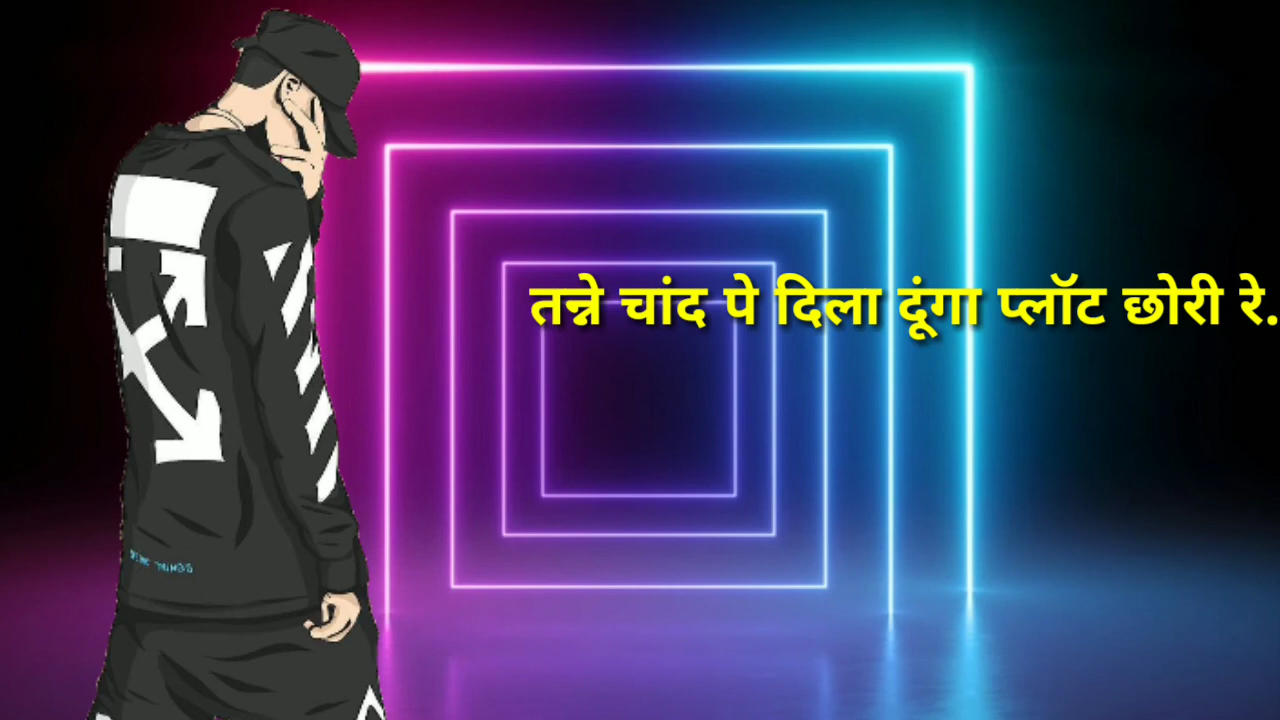 तन्ने चांद पे दिला दूंगा प्लॉट छोरी रे.